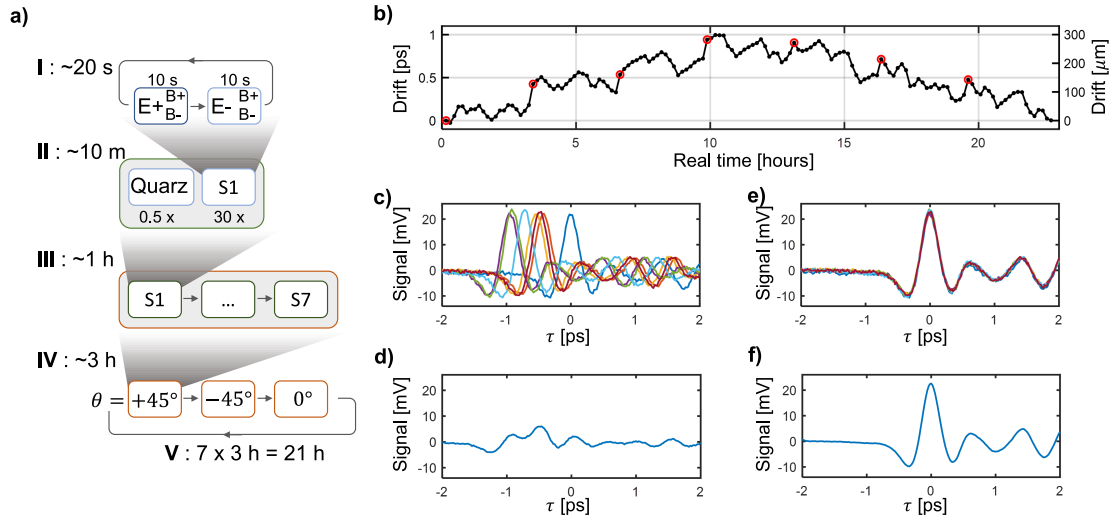 a)
I : ~20 s
10 s 10 s
E+ B+ B- E- B+ B-
II : ~10 m
Quarz S1
0.5 x 30 x
III : ~1 h
S1 ... S7
IV : ~3 h
θ = +45° −45° 0°
V : 7 x 3 h = 21 h
b)
Drift [ps]
1
0.5
0
300
200
100
0
Drift [μm]
0 5 10 15 20
Real time [hours]
c)
Signal [mV]
20
10
0
-10
-2 -1 0 1 2
τ [ps]
e)
Signal [mV]
20
10
0
-10
-2 -1 0 1 2
τ [ps]
d)
Signal [mV]
20
10
0
-10
-2 -1 0 1 2
τ [ps]
f)
Signal [mV]
20
10
0
-10
-2 -1 0 1 2
τ [ps]